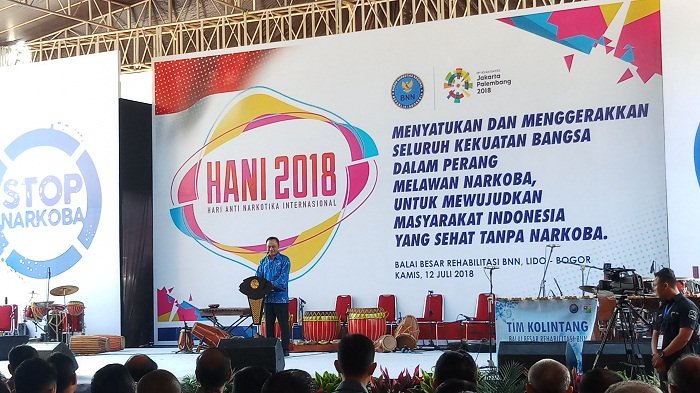 BNN
Jakarta
Palembang
2018
HANI 2018
HARI ANTI NARKOTIKA INTERNASIONAL
MENYATUKAN DAN MENGGERAKKAN
SELURUH KEKUATAN BANGSA
DALAM PERANG
MELAWAN NARKOBA,
UNTUK MEWUJUDKAN
MASYARAKAT INDONESIA
YANG SEHAT TANPA NARKOBA.
BALAI BESAR REHABILITASI BNN, LIDO - BOGOR
KAMIS, 12 JULI 2018
STOP
NARKOBA
TIM KOLINTANG
BALAI BESAR REHABILITASI BNN